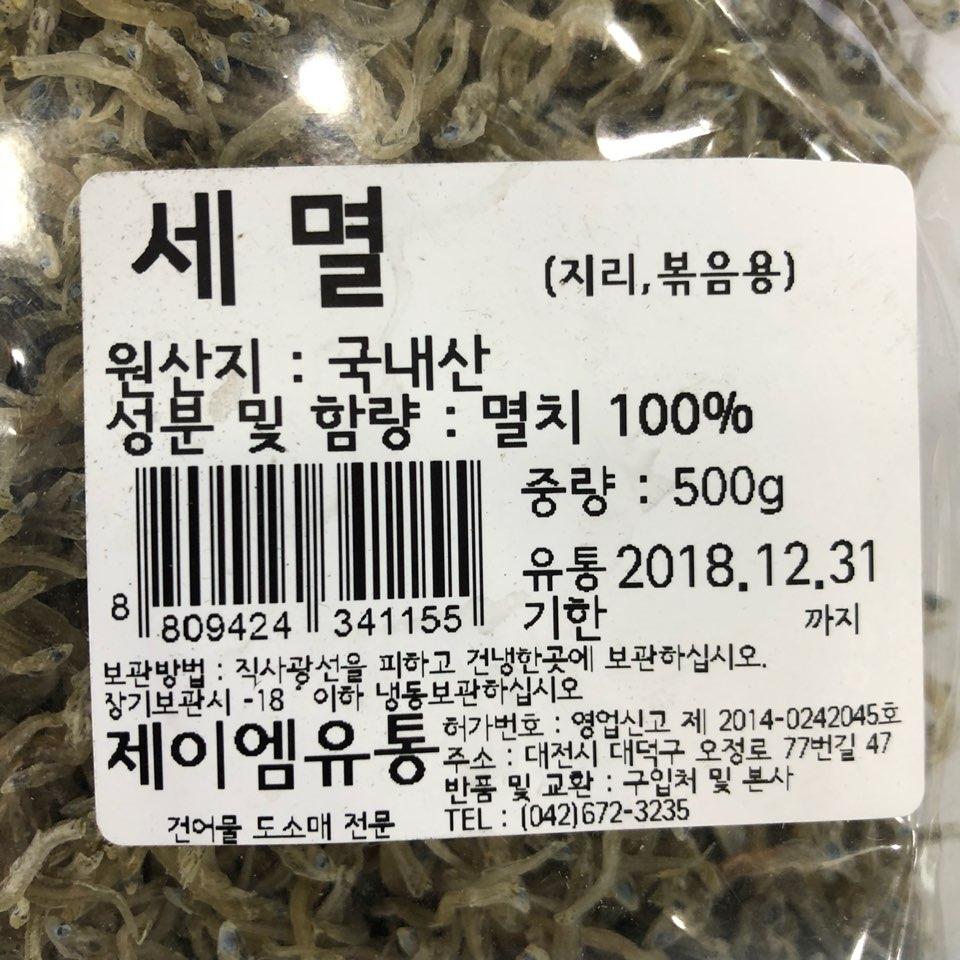 세 멸 (지리,볶음용)
원산지 : 국내산
성분 및 함량 : 멸치 100%
중량 : 500g
유통기한 2018.12.31 까지
8 809424 341155
보관방법 : 직사광선을 피하고 건냉한곳에 보관하십시오.
장기보관시 -18˚이하 냉동보관하십시오
제이엠유통
건어물 도소매 전문
허가번호 : 영업신고 제 2014-0242045호
주소 : 대전시 대덕구 오정로 77번길 47
반품 및 교환 : 구입처 및 본사
TEL : (042)672-3235